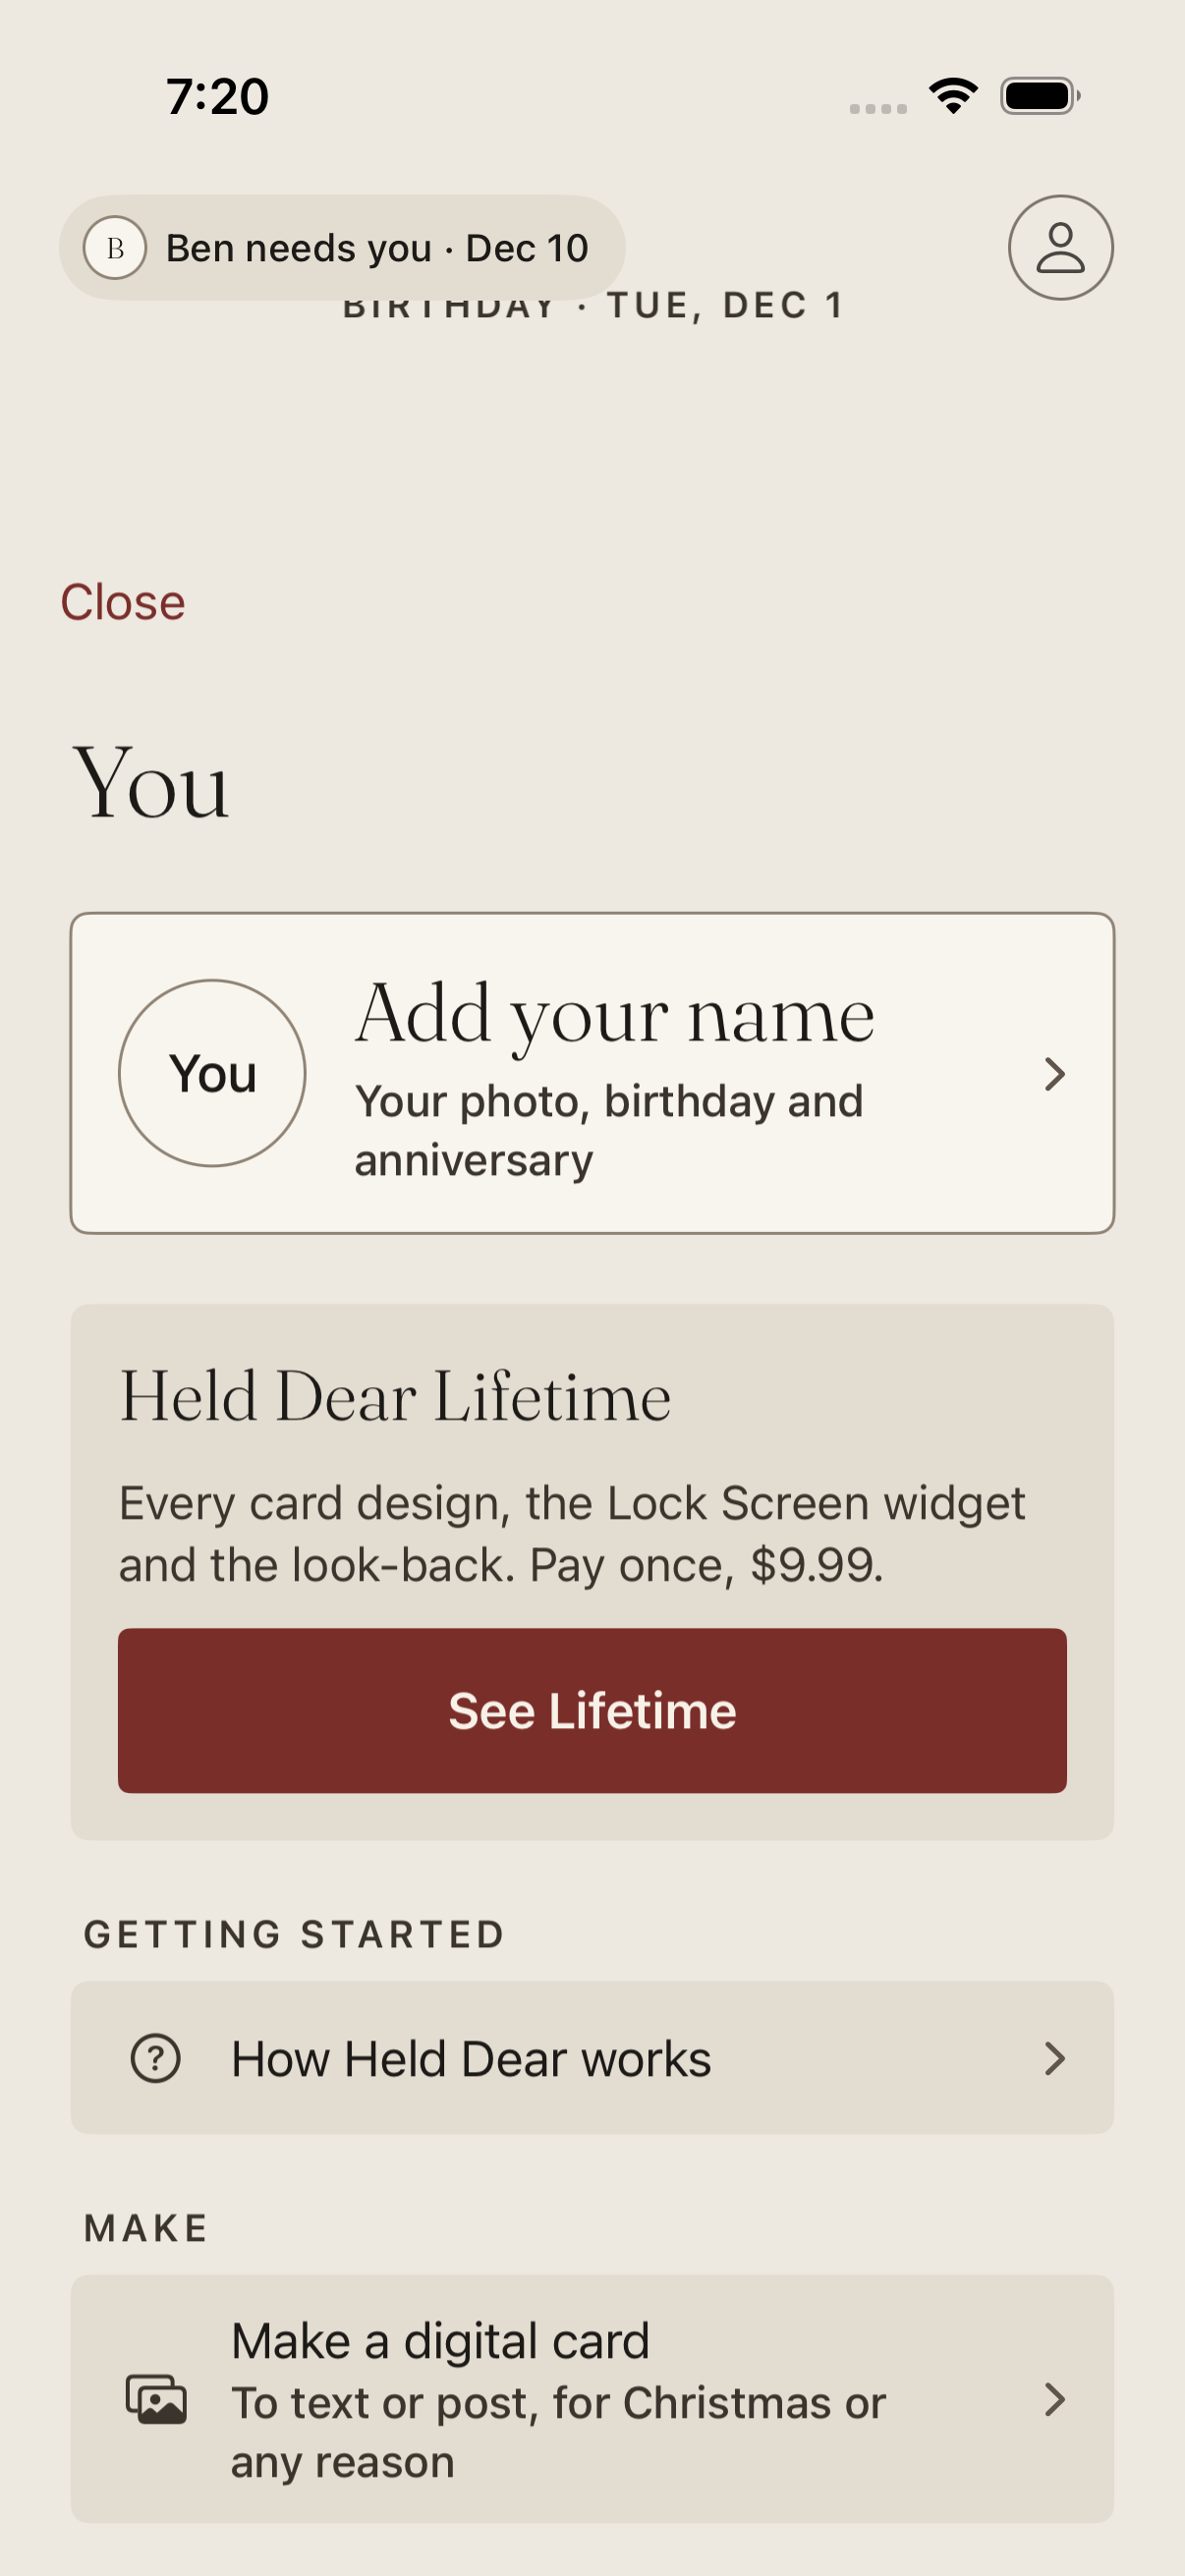 7:20
B Ben needs you · Dec 10
BIRTHDAY · TUE, DEC 1
Close
You
Add your name
You
Your photo, birthday and
anniversary
Held Dear Lifetime
Every card design, the Lock Screen widget
and the look-back. Pay once, $9.99.
See Lifetime
GETTING STARTED
How Held Dear works
MAKE
Make a digital card
To text or post, for Christmas or
any reason